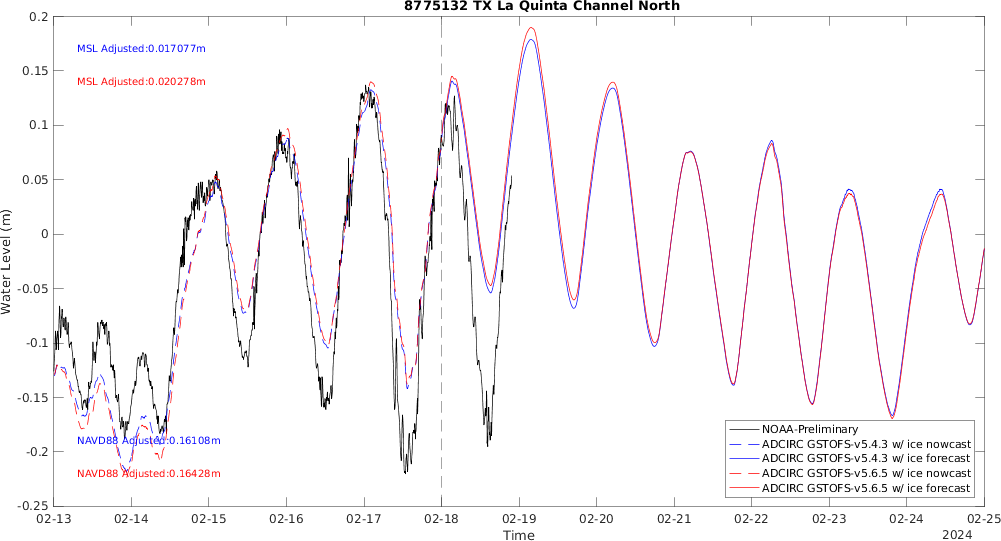 8775132 TX La Quinta Channel North
0.2
0.15
0.1
0.05
0
-0.05
-0.1
-0.15
-0.2
-0.25
Water Level (m)
MSL Adjusted:0.017077m
MSL Adjusted:0.020278m
NAVD88 Adjusted:0.16108m
NAVD88 Adjusted:0.16428m
NOAA-Preliminary
ADCIRC GSTOFS-v5.4.3 w/ ice nowcast
ADCIRC GSTOFS-v5.4.3 w/ ice forecast
ADCIRC GSTOFS-v5.6.5 w/ ice nowcast
ADCIRC GSTOFS-v5.6.5 w/ ice forecast
02-13 02-14 02-15 02-16 02-17 02-18 02-19 02-20 02-21 02-22 02-23 02-24 02-25
Time
2024